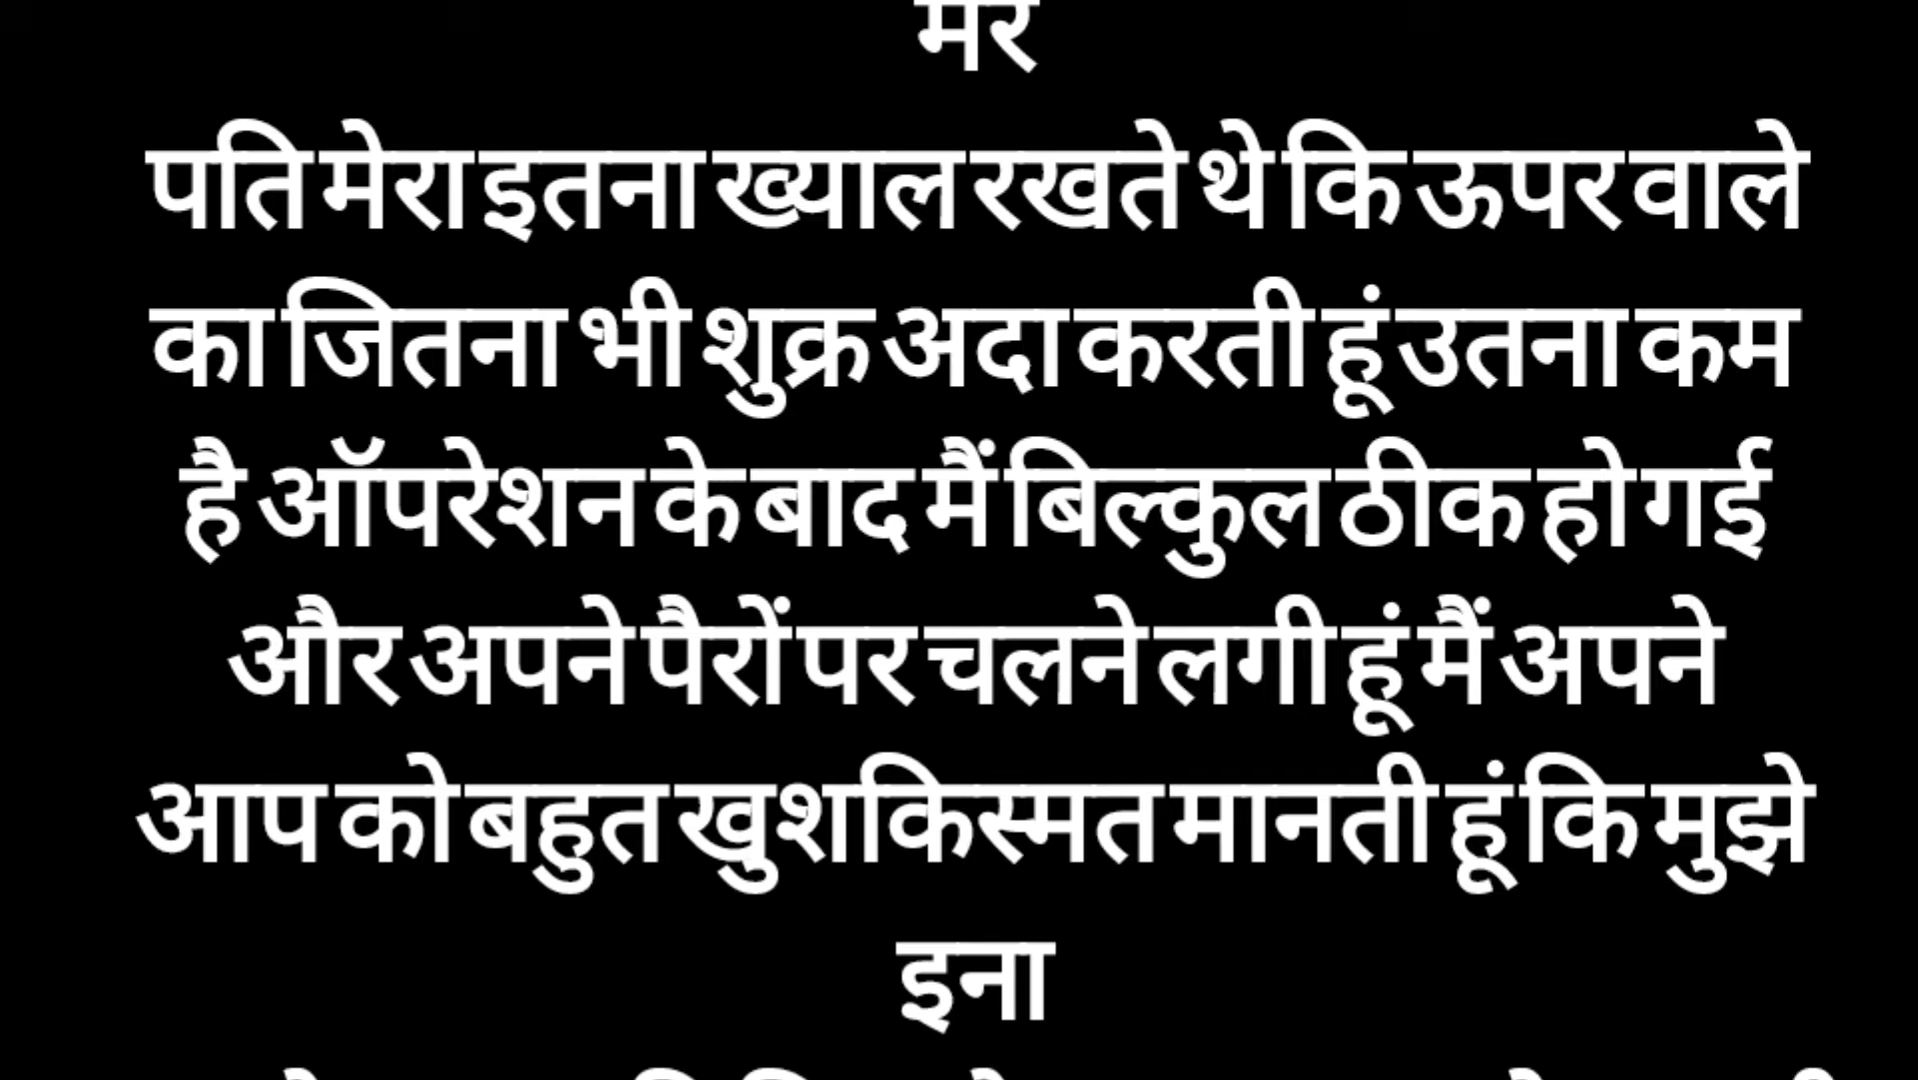 मेरे
पति मेरा इतना ख्याल रखते थे कि ऊपर वाले
का जितना भी शुक्र अदा करती हूं उतना कम
है ऑपरेशन के बाद मैं बिल्कुल ठीक हो गई
और अपने पैरों पर चलने लगी हूं मैं अपने
आप को बहुत खुशकिस्मत मानती हूं कि मुझे
इना